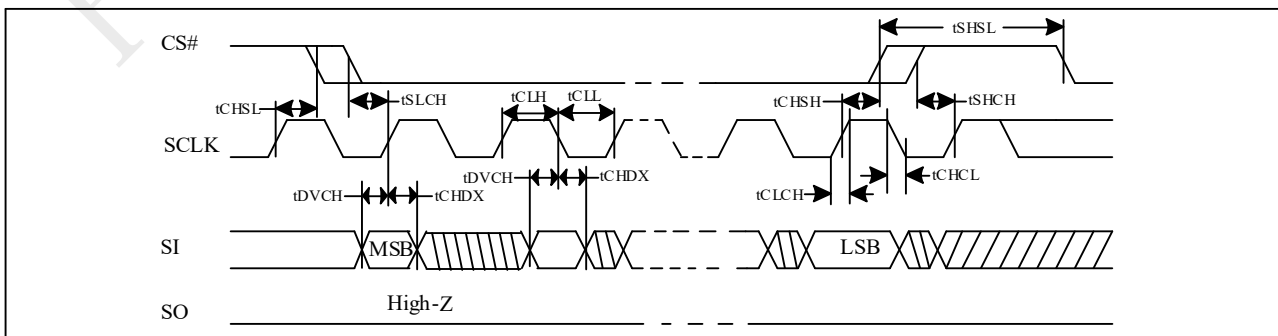 CS#
tSHSL
tCHSL
tSLCH
tCLH
tCLL
tCHSH
tSHCH
SCLK
tDVCH
tCHDX
tDVCH
tCHDX
tCLCH
tCHCL
SI
MSB
LSB
SO
High-Z